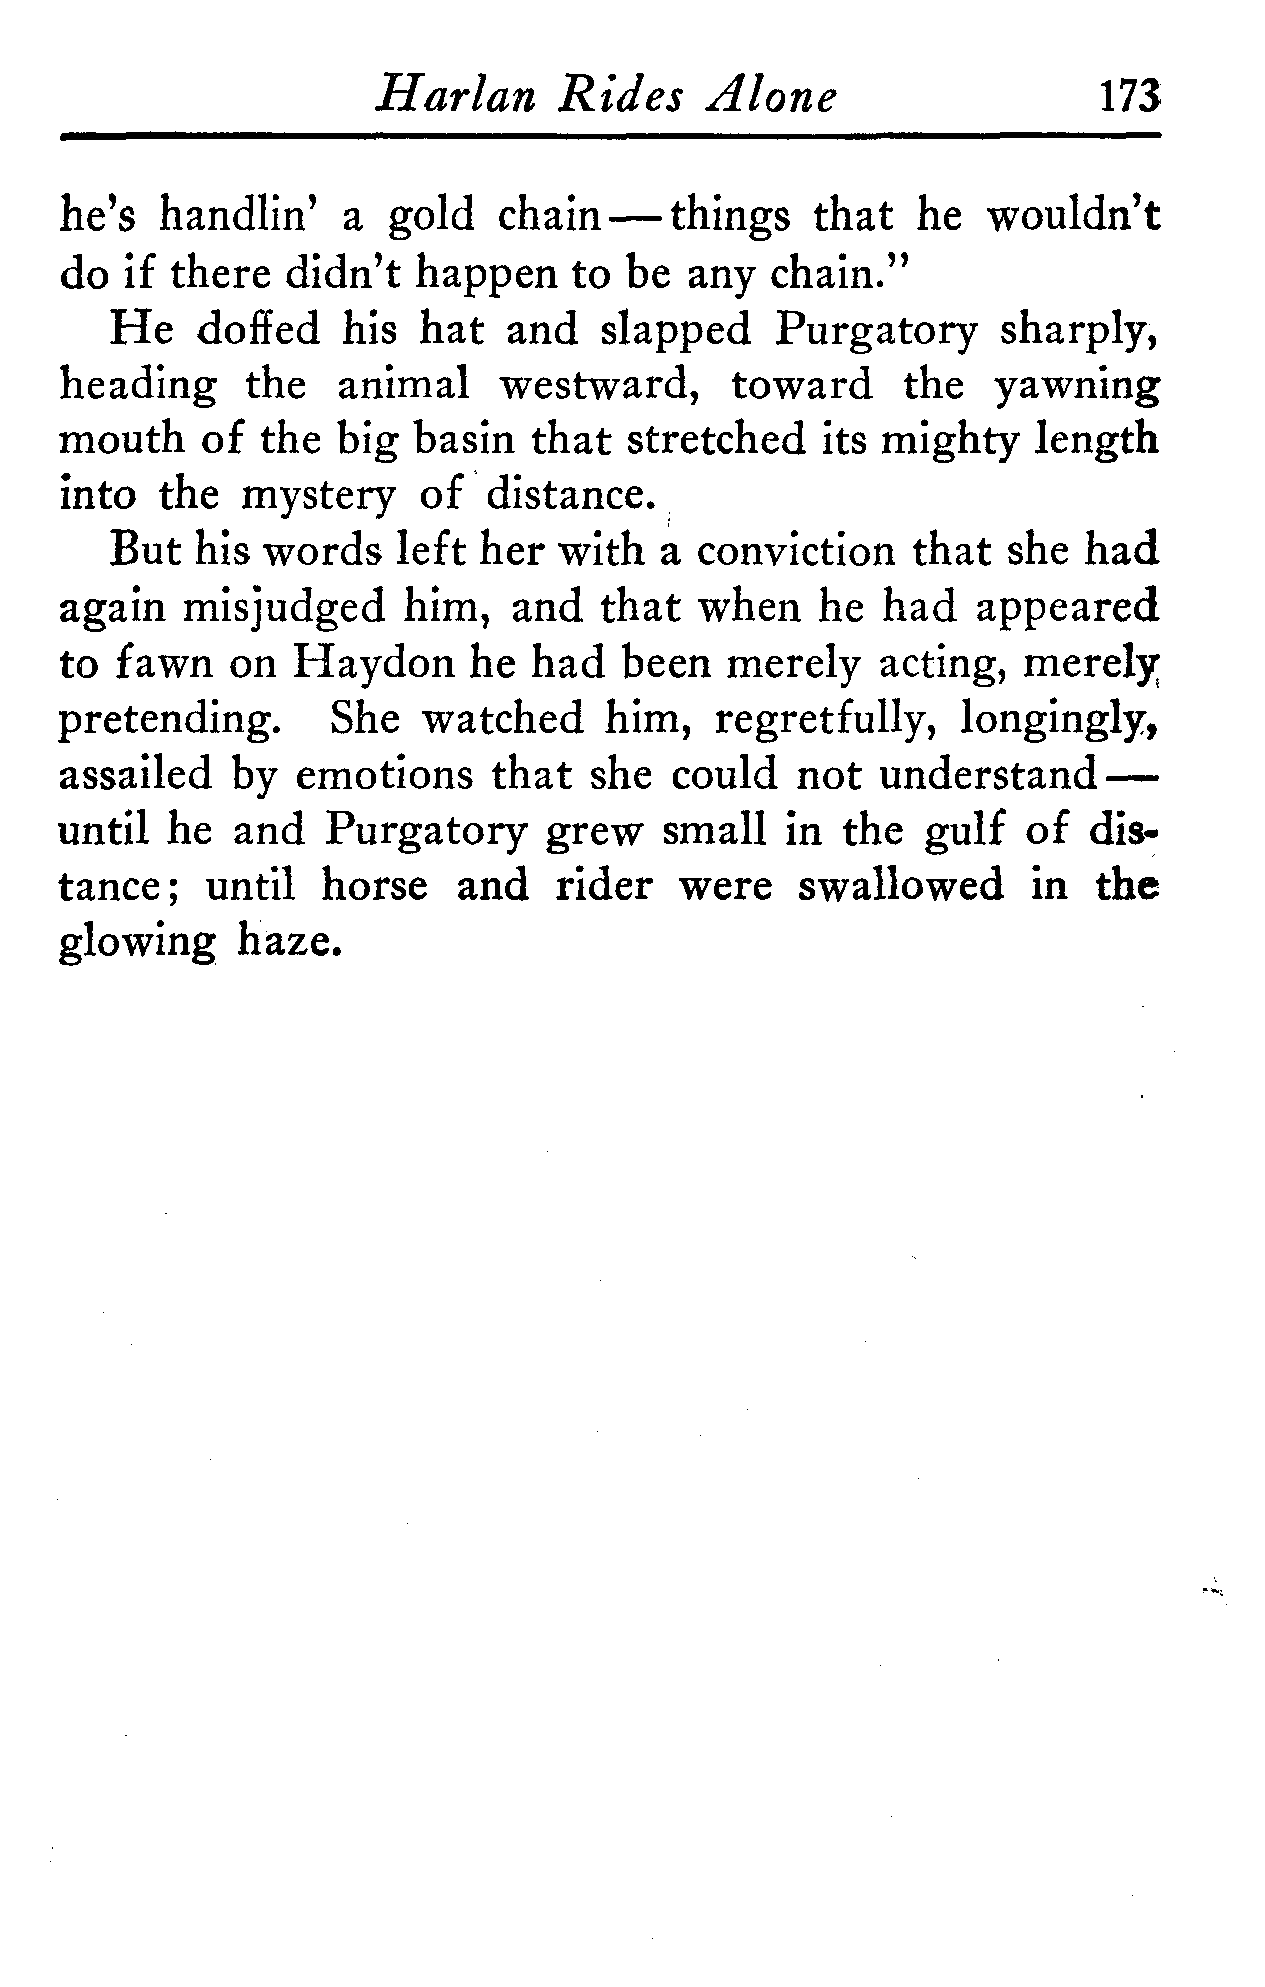 Harlan Rides Alone 173
he's handlin' a gold chain—things that he wouldn't
do if there didn't happen to be any chain."
He doffed his hat and slapped Purgatory sharply,
heading the animal westward, toward the yawning
mouth of the big basin that stretched its mighty length
into the mystery of distance.
But his words left her with a conviction that she had
again misjudged him, and that when he had appeared
to fawn on Haydon he had been merely acting, merely
pretending. She watched him, regretfully, longingly,
assailed by emotions that she could not understand—
until he and Purgatory grew small in the gulf of dis-
tance; until horse and rider were swallowed in the
glowing haze.